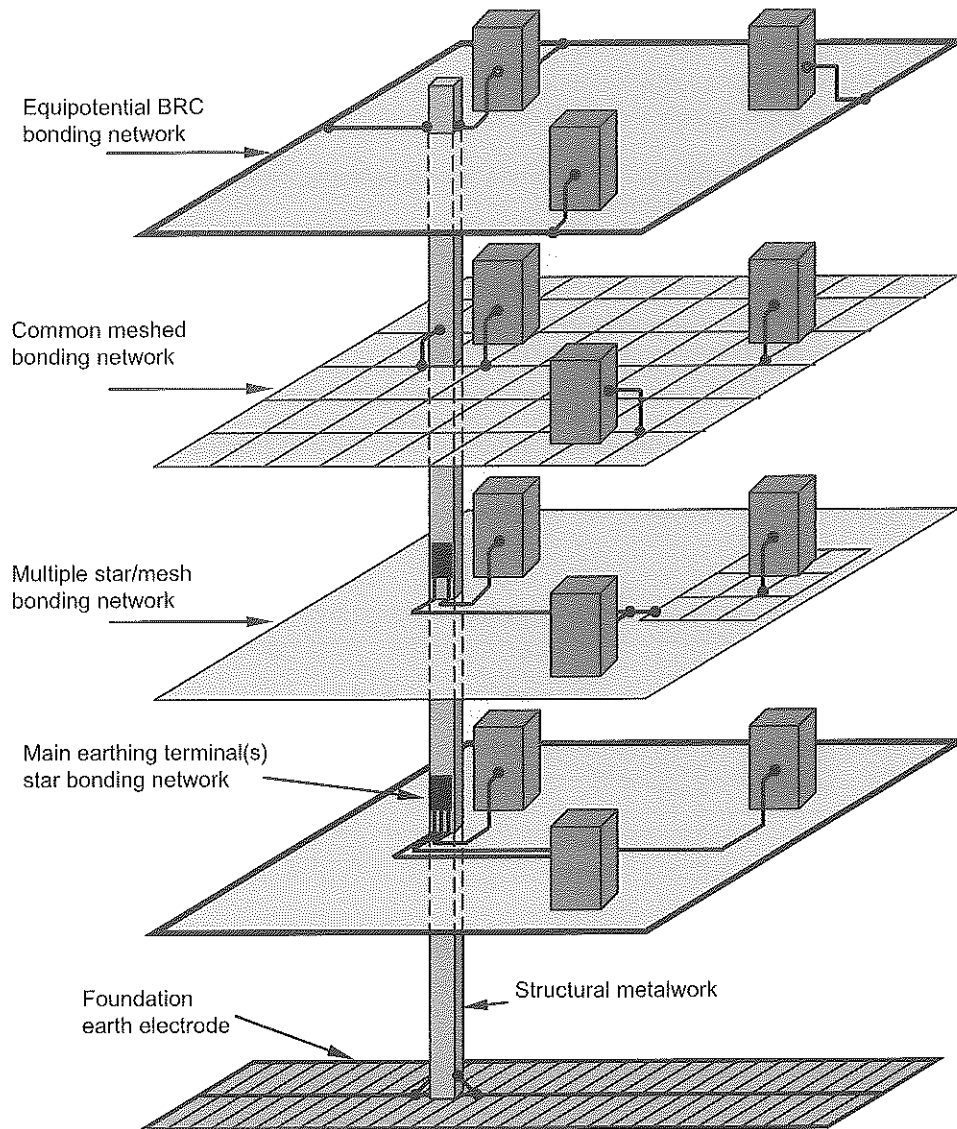 Equipotential BRC
bonding network
Common meshed
bonding network
Multiple star/mesh
bonding network
Main earthing terminal(s)
star bonding network
Foundation
earth electrode
Structural metalwork